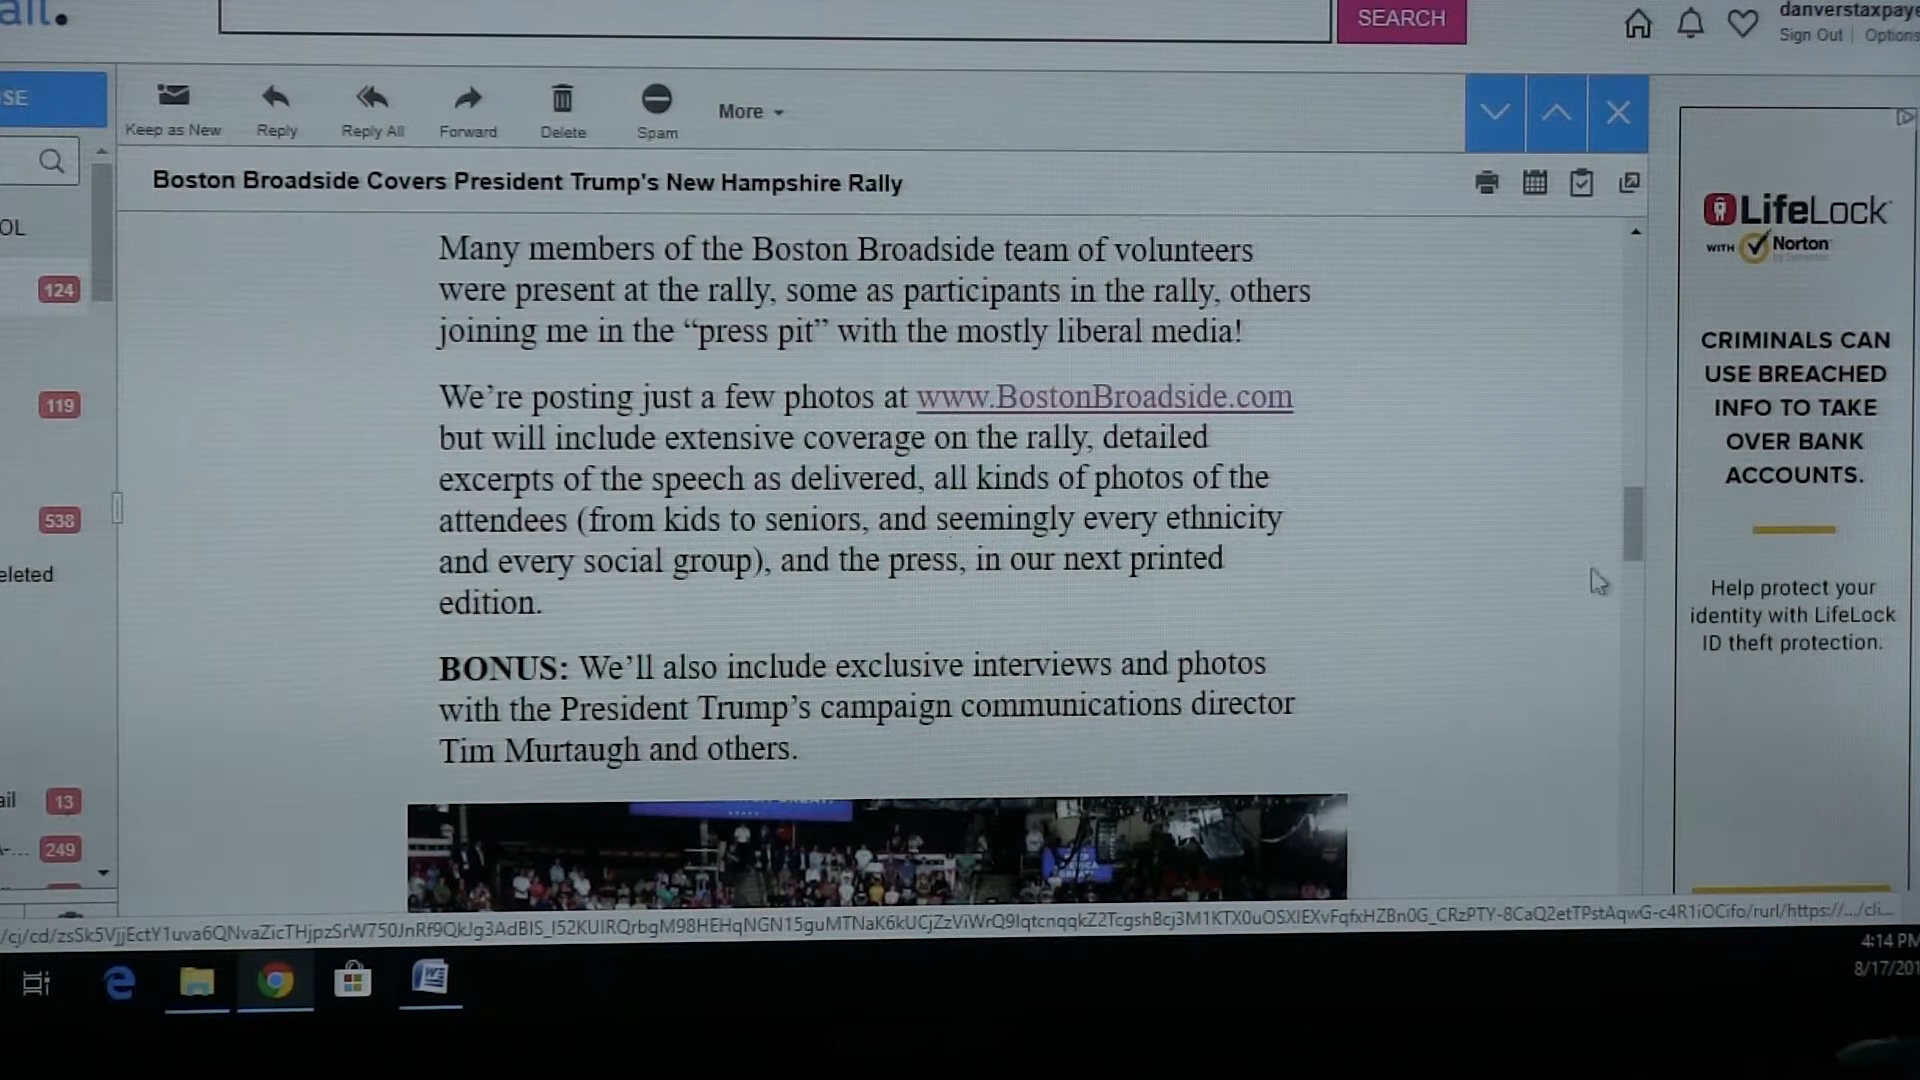 ail.
SEARCH
danverstaxpaye
Sign Out | Options
SE
Keep as New
Reply
Reply All
Forward
Delete
Spam
More
Boston Broadside Covers President Trump's New Hampshire Rally
OL
124
119
538
eleted
ail 13
-... 249
Many members of the Boston Broadside team of volunteers
were present at the rally, some as participants in the rally, others
joining me in the “press pit” with the mostly liberal media!
We’re posting just a few photos at www.BostonBroadside.com
but will include extensive coverage on the rally, detailed
excerpts of the speech as delivered, all kinds of photos of the
attendees (from kids to seniors, and seemingly every ethnicity
and every social group), and the press, in our next printed
edition.
BONUS: We’ll also include exclusive interviews and photos
with the President Trump’s campaign communications director
Tim Murtaugh and others.
LifeLock
WITH Norton
CRIMINALS CAN
USE BREACHED
INFO TO TAKE
OVER BANK
ACCOUNTS.
Help protect your
identity with LifeLock
ID theft protection.
4:14 PM
8/17/201